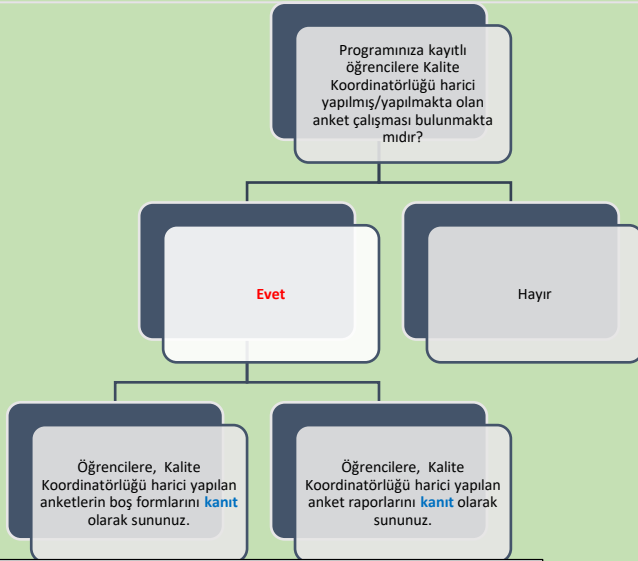 Programınıza kayıtlı
öğrencilere Kalite
Koordinatörlüğü harici
yapılmış/yapılmakta olan
anket çalışması bulunmakta
mıdır?
Evet
Hayır
Öğrencilere, Kalite
Koordinatörlüğü harici yapılan
anketlerin boş formlarını kanıt
olarak sununuz.
Öğrencilere, Kalite
Koordinatörlüğü harici yapılan
anket raporlarını kanıt olarak
sununuz.